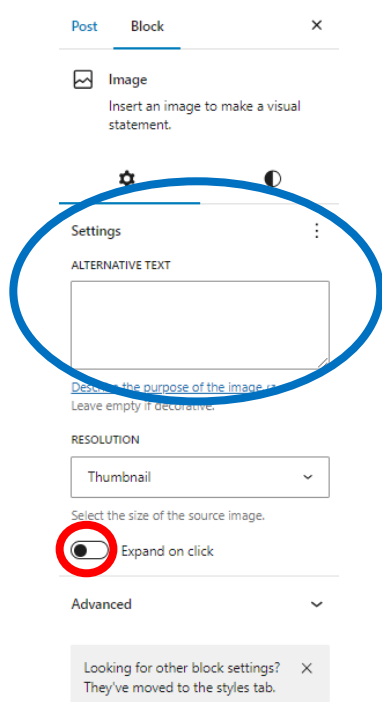 Post Block
Image
Insert an image to make a visual
statement.
Settings
ALTERNATIVE TEXT
the purpose of the image
Leave empty if decorative.
RESOLUTION
Thumbnail
Select the size of the source image.
Expand on click
Advanced
Looking for other block settings?
They've moved to the styles tab.